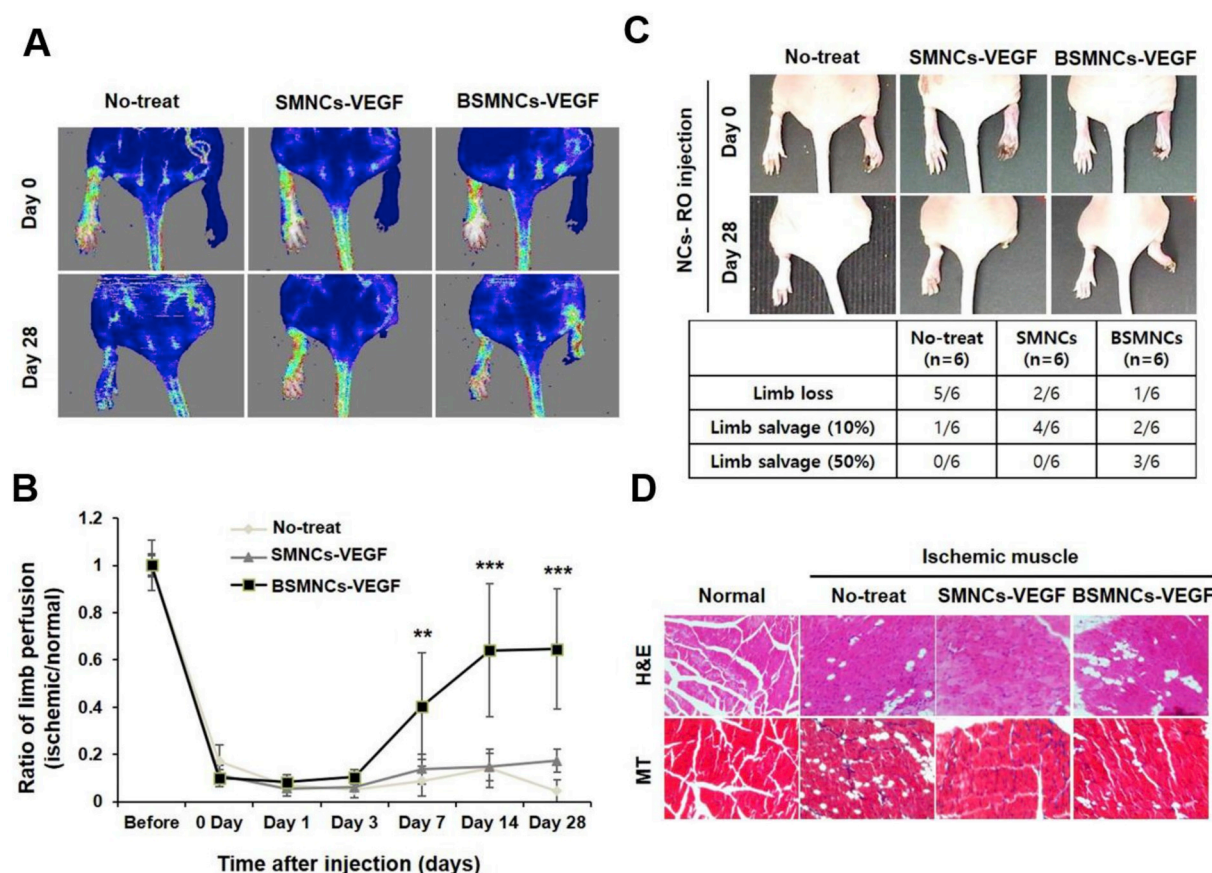 A
No-treat SMNCs-VEGF BSMNCs-VEGF
Day 0
Day 28
B
1.2
1
0.8
0.6
0.4
0.2
0
No-treat
SMNCs-VEGF
BSMNCs-VEGF
** *** ***
Before 0 Day Day 1 Day 3 Day 7 Day 14 Day 28
Time after injection (days)
Ratio of limb perfusion
(ischemic/normal)
C
No-treat SMNCs-VEGF BSMNCs-VEGF
NCs- RO injection
Day 0
Day 28
No-treat (n=6) SMNCs (n=6) BSMNCs (n=6)
Limb loss 5/6 2/6 1/6
Limb salvage (10%) 1/6 4/6 2/6
Limb salvage (50%) 0/6 0/6 3/6
D
Ischemic muscle
Normal No-treat SMNCs-VEGF BSMNCs-VEGF
H&E
MT